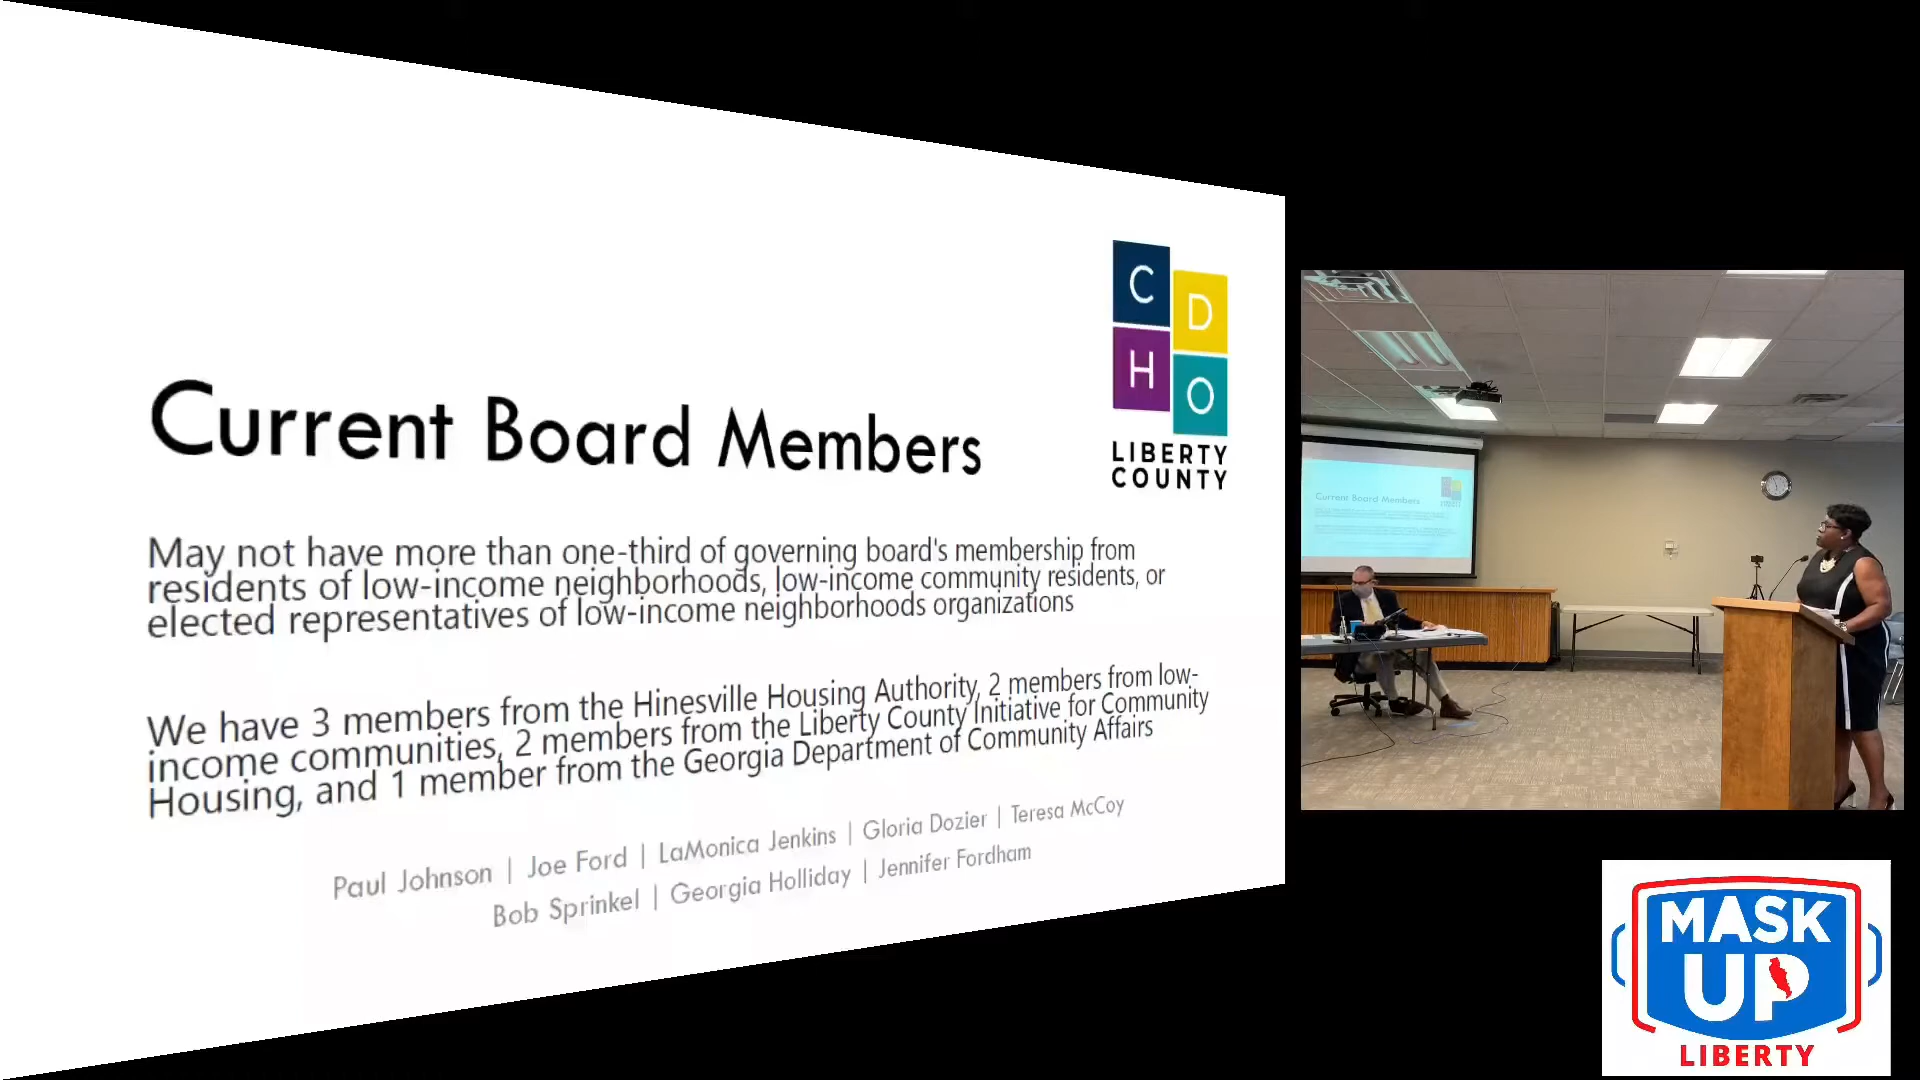 C
D
H
O
LIBERTY
COUNTY
Current Board Members
May not have more than one-third of governing board's membership from
residents of low-income neighborhoods, low-income community residents, or
elected representatives of low-income neighborhoods organizations
We have 3 members from the Hinesville Housing Authority, 2 members from low-
income communities, 2 members from the Liberty County Initiative for Community
Housing, and 1 member from the Georgia Department of Community Affairs
Paul Johnson | Joe Ford | LaMonica Jenkins | Gloria Dozier | Teresa McCoy
Bob Sprinkel | Georgia Holliday | Jennifer Fordham
Current Board Members
MASK
UP
LIBERTY